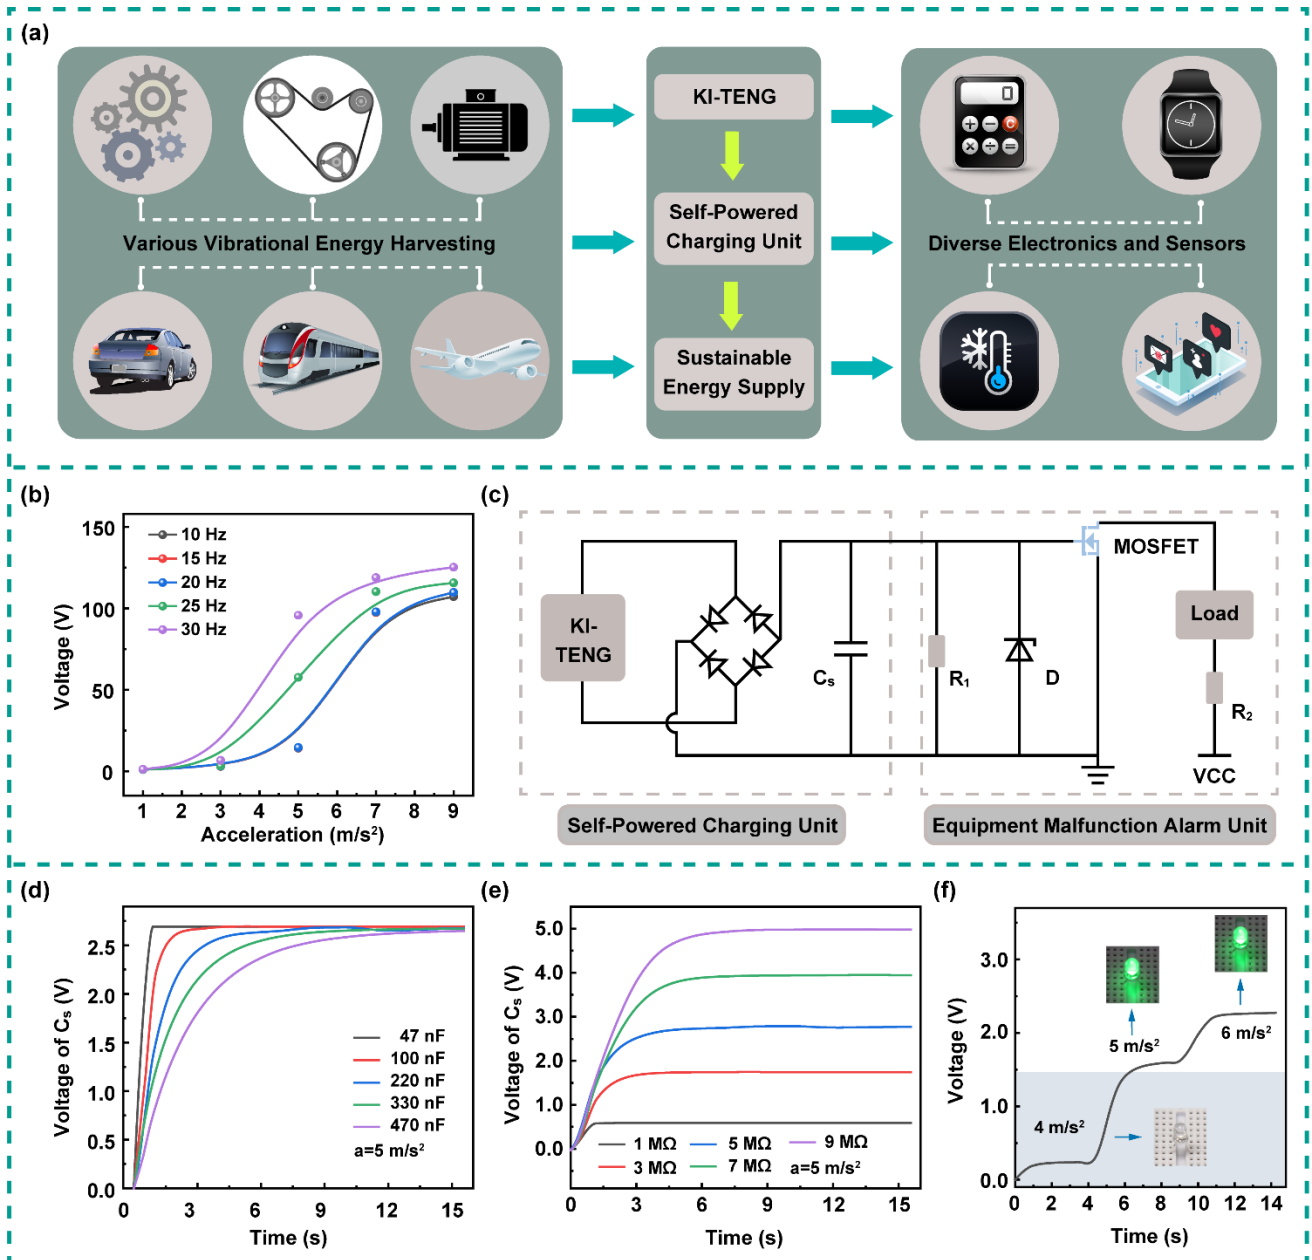 (a)
KI-TENG
0
C
Various Vibrational Energy Harvesting
Self-Powered
Charging Unit
Diverse Electronics and Sensors
Sustainable
Energy Supply
(b)
150
100
50
0
Voltage (V)
10 Hz
15 Hz
20 Hz
25 Hz
30 Hz
1 2 3 4 5 6 7 8 9
Acceleration (m/s²)
(c)
KI-
TENG
Cₛ
R₁
D
MOSFET
Load
R₂
VCC
Self-Powered Charging Unit
Equipment Malfunction Alarm Unit
(d)
2.5
2.0
1.5
1.0
0.5
0.0
Voltage of Cₛ (V)
47 nF
100 nF
220 nF
330 nF
470 nF
a=5 m/s²
0 3 6 9 12 15
Time (s)
(e)
5.0
4.0
3.0
2.0
1.0
0.0
Voltage of Cₛ (V)
1 MΩ 5 MΩ 9 MΩ
3 MΩ 7 MΩ a=5 m/s²
0 3 6 9 12 15
Time (s)
(f)
3.0
2.0
1.0
0.0
Voltage (V)
5 m/s²
6 m/s²
4 m/s²
0 2 4 6 8 10 12 14
Time (s)